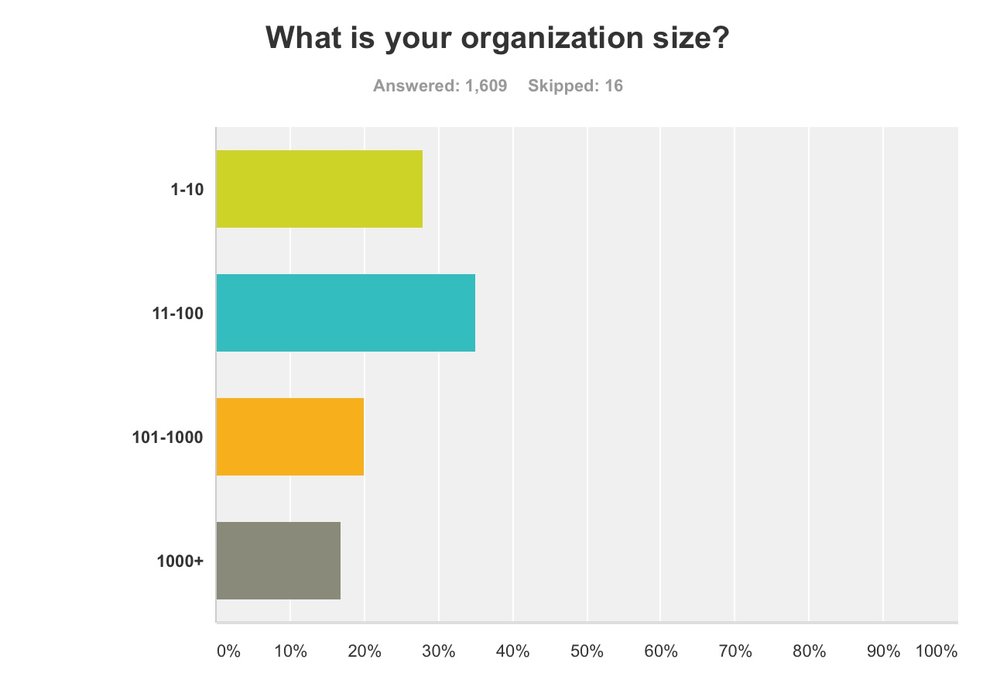 What is your organization size?
Answered: 1,609 Skipped: 16
1-10
11-100
101-1000
1000+
0% 10% 20% 30% 40% 50% 60% 70% 80% 90% 100%